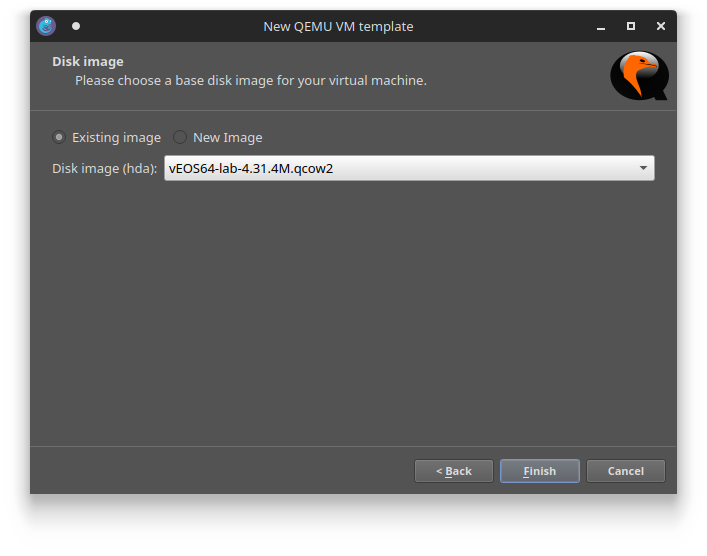 New QEMU VM template
Disk image
Please choose a base disk image for your virtual machine.
Existing image New Image
Disk image (hda): vEOS64-lab-4.31.4M.qcow2
< Back Finish Cancel